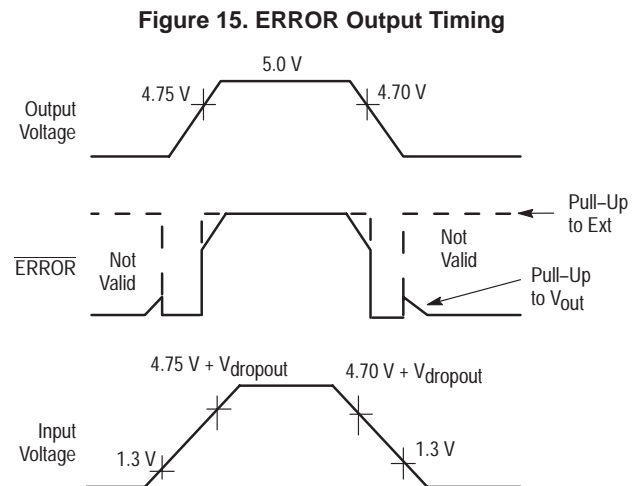 Figure 15. ERROR Output Timing
5.0 V
4.75 V
4.70 V
Output
Voltage
Pull–Up
to Ext
ERROR
Not
Valid
Not
Valid
Pull–Up
to Vout
4.75 V + Vdropout
4.70 V + Vdropout
Input
Voltage
1.3 V
1.3 V